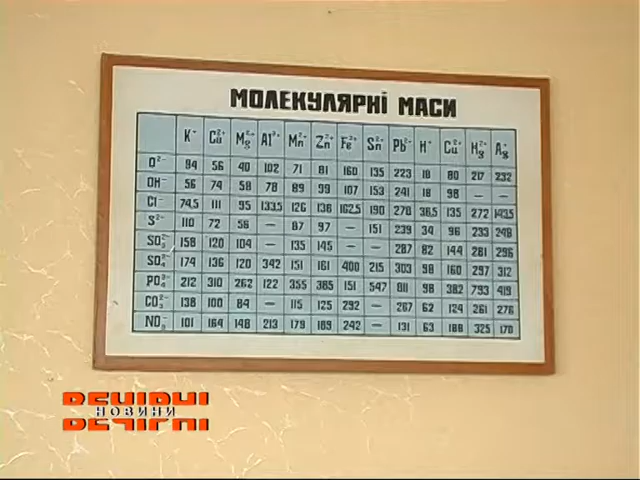 МОЛЕКУЛЯРНІ МАСИ
K⁺ Cu²⁺ Mg²⁺ Al³⁺ Mn²⁺ Zn²⁺ Fe³⁺ Sn²⁺ Pb²⁺ H⁺ Cu²⁺ Hg²⁺ Ag⁺
O²⁻ 94 56 40 102 71 81 160 135 223 18 80 217 232
OH⁻ 56 74 58 78 89 99 107 153 241 18 98 — —
Cl⁻ 74,5 111 95 133,5 126 136 162,5 190 278 36,5 135 272 143,5
S²⁻ 110 72 56 — 87 97 — 151 239 34 96 233 248
SO₃²⁻ 158 120 104 — 135 145 — — 287 82 144 281 296
SO₄²⁻ 174 136 120 342 151 161 400 215 303 98 160 297 312
PO₄³⁻ 212 310 262 122 355 385 151 547 811 98 382 793 419
CO₃²⁻ 138 100 84 — 115 125 292 — 267 62 124 261 276
NO₃⁻ 101 164 148 213 179 189 242 — 131 63 188 325 170
ВЕЧІРНІ
НОВИНИ
ВЕЧІРНІ